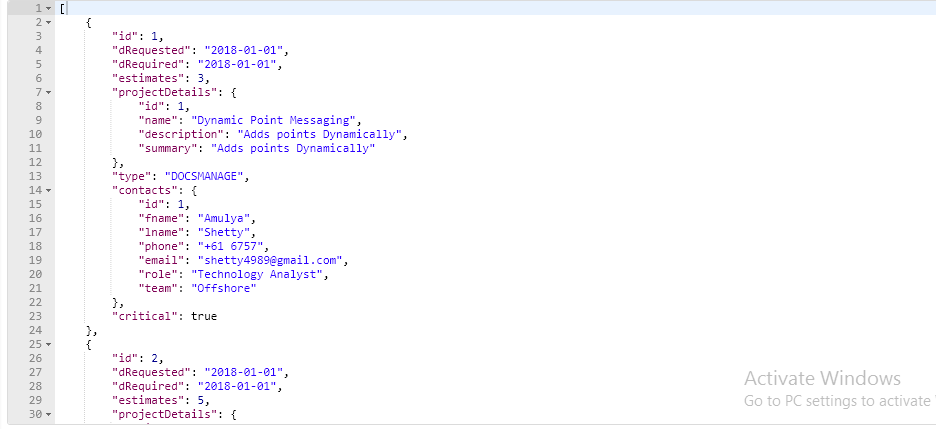 1 [
2 {
3 "id": 1,
4 "dRequested": "2018-01-01",
5 "dRequired": "2018-01-01",
6 "estimates": 3,
7 "projectDetails": {
8 "id": 1,
9 "name": "Dynamic Point Messaging",
10 "description": "Adds points Dynamically",
11 "summary": "Adds points Dynamically"
12 },
13 "type": "DOCSMANAGE",
14 "contacts": {
15 "id": 1,
16 "fname": "Amulya",
17 "lname": "Shetty",
18 "phone": "+61 6757",
19 "email": "shetty4989@gmail.com",
20 "role": "Technology Analyst",
21 "team": "Offshore"
22 },
23 "critical": true
24 },
25 {
26 "id": 2,
27 "dRequested": "2018-01-01",
28 "dRequired": "2018-01-01",
29 "estimates": 5,
30 "projectDetails": {
Activate Windows
Go to PC settings to activate